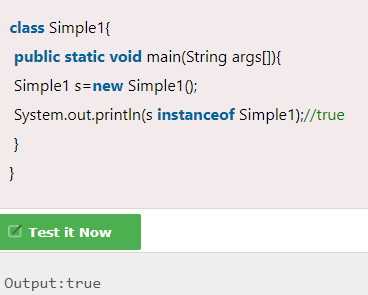 class Simple1{
public static void main(String args[]){
Simple1 s=new Simple1();
System.out.println(s instanceof Simple1);//true
}
}
Test it Now
Output:true